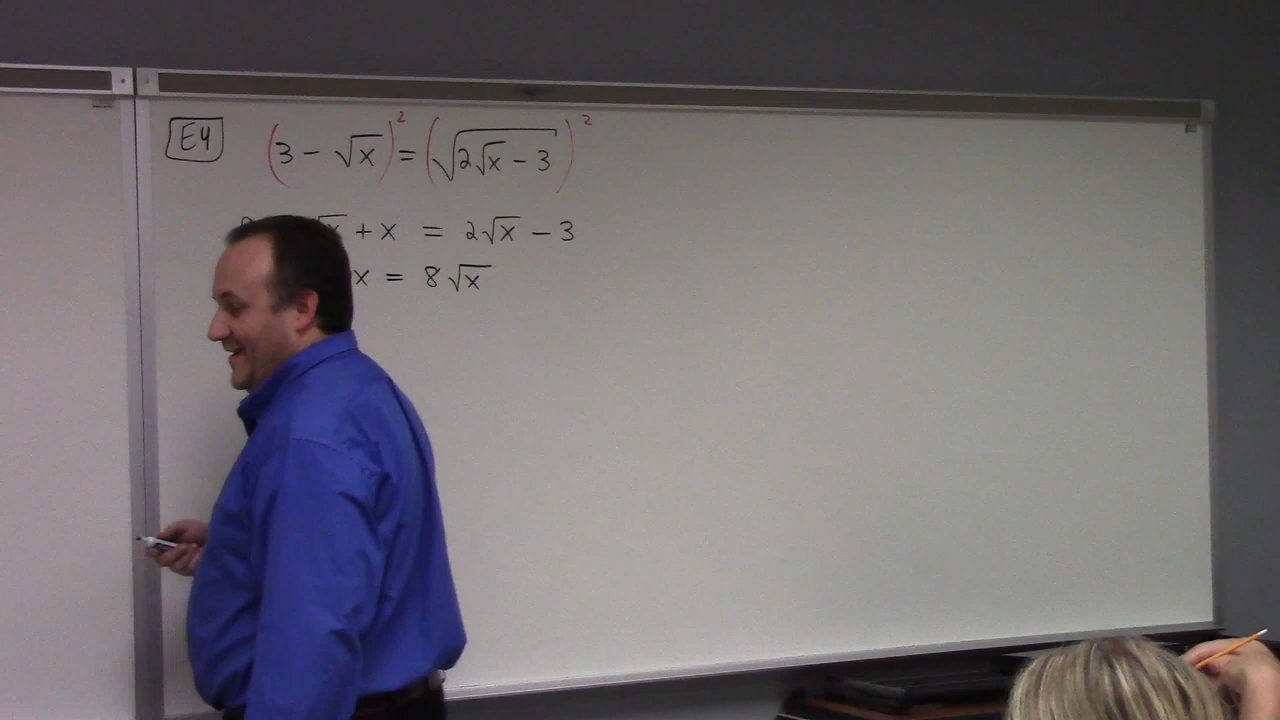 E4 (3 - √x)² = (√(2√x - 3))²
√x + x = 2√x - 3
x = 8√x